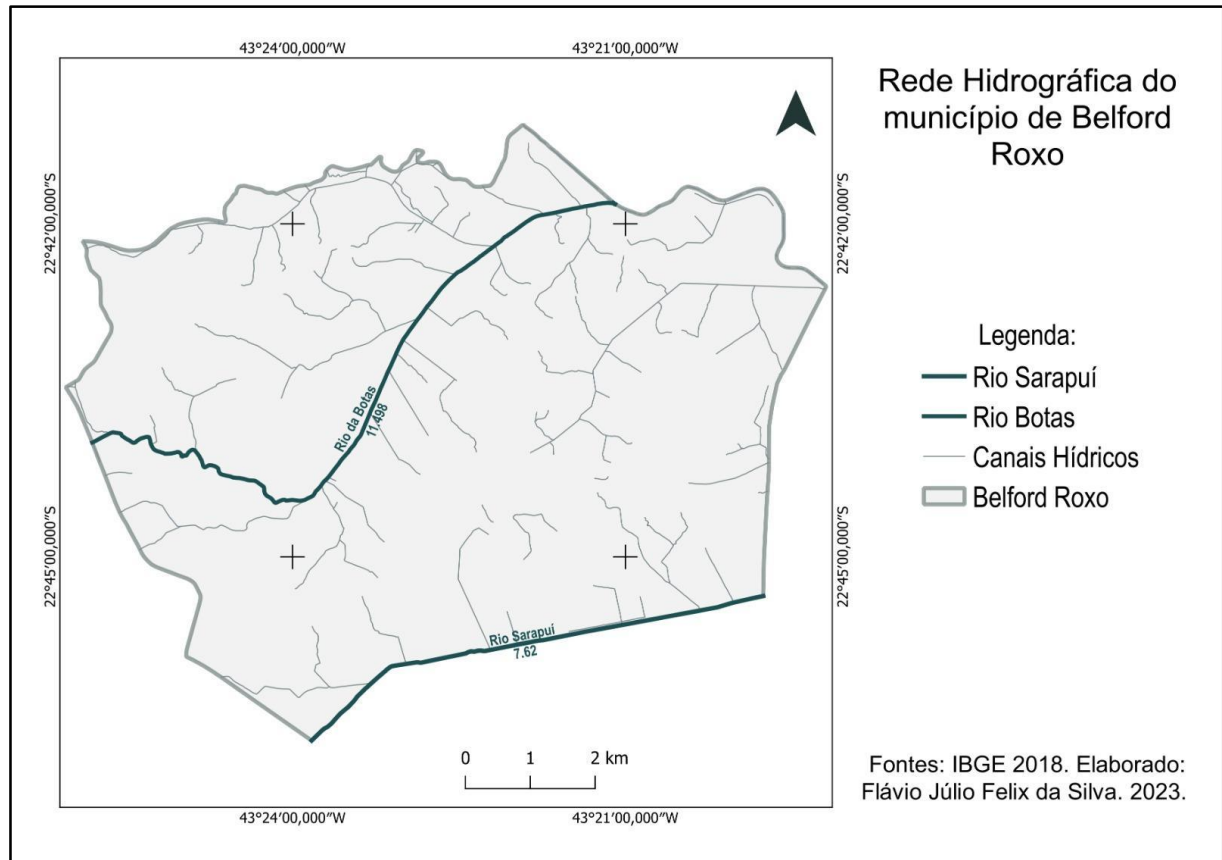 Rede Hidrográfica do
município de Belford
Roxo
43°24′00,000″W
43°21′00,000″W
22°42′00,000″S
22°42′00,000″S
Rio da Botas
11.498
22°45′00,000″S
22°45′00,000″S
Rio Sarapuí
7.62
0 1 2 km
43°24′00,000″W
43°21′00,000″W
Legenda:
Rio Sarapuí
Rio Botas
Canais Hídricos
Belford Roxo
Fontes: IBGE 2018. Elaborado:
Flávio Júlio Felix da Silva. 2023.